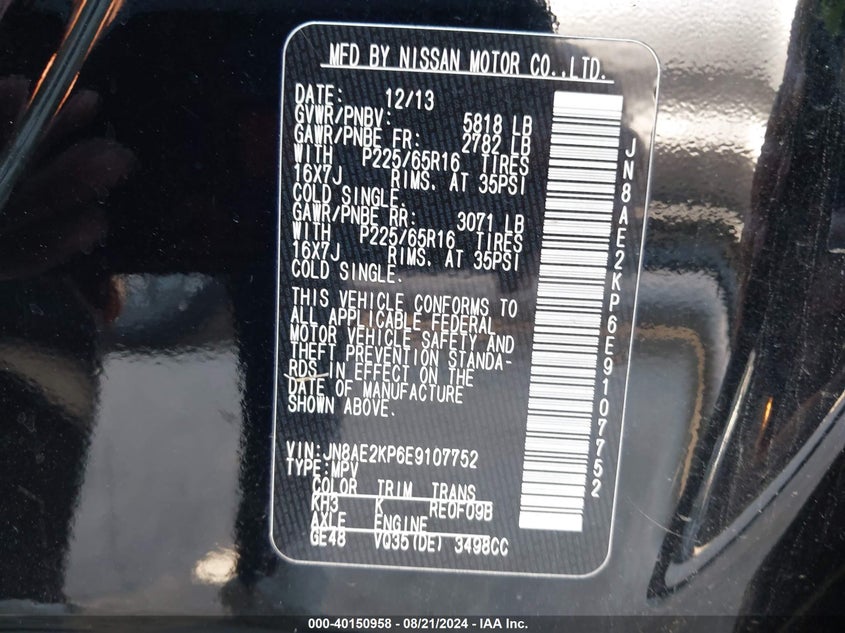 MFD BY NISSAN MOTOR CO.,LTD.
DATE: 12/13
GVWR/PNBV: 5818 LB
GAWR/PNBE FR: 2782 LB
WITH P225/65R16 TIRES
16X7J RIMS. AT 35PSI
COLD SINGLE.
GAWR/PNBE RR: 3071 LB
WITH P225/65R16 TIRES
16X7J RIMS. AT 35PSI
COLD SINGLE.
THIS VEHICLE CONFORMS TO
ALL APPLICABLE FEDERAL
MOTOR VEHICLE SAFETY AND
THEFT PREVENTION STANDA-
RDS IN EFFECT ON THE
DATE OF MANUFACTURE
SHOWN ABOVE.
VIN:JN8AE2KP6E9107752
TYPE:MPV
COLOR TRIM TRANS
KH3 K RE0F09B
AXLE ENGINE
GE48 VQ35(DE) 3498CC
JN8AE2KP6E9107752
000-40150958 - 08/21/2024 - IAA Inc.